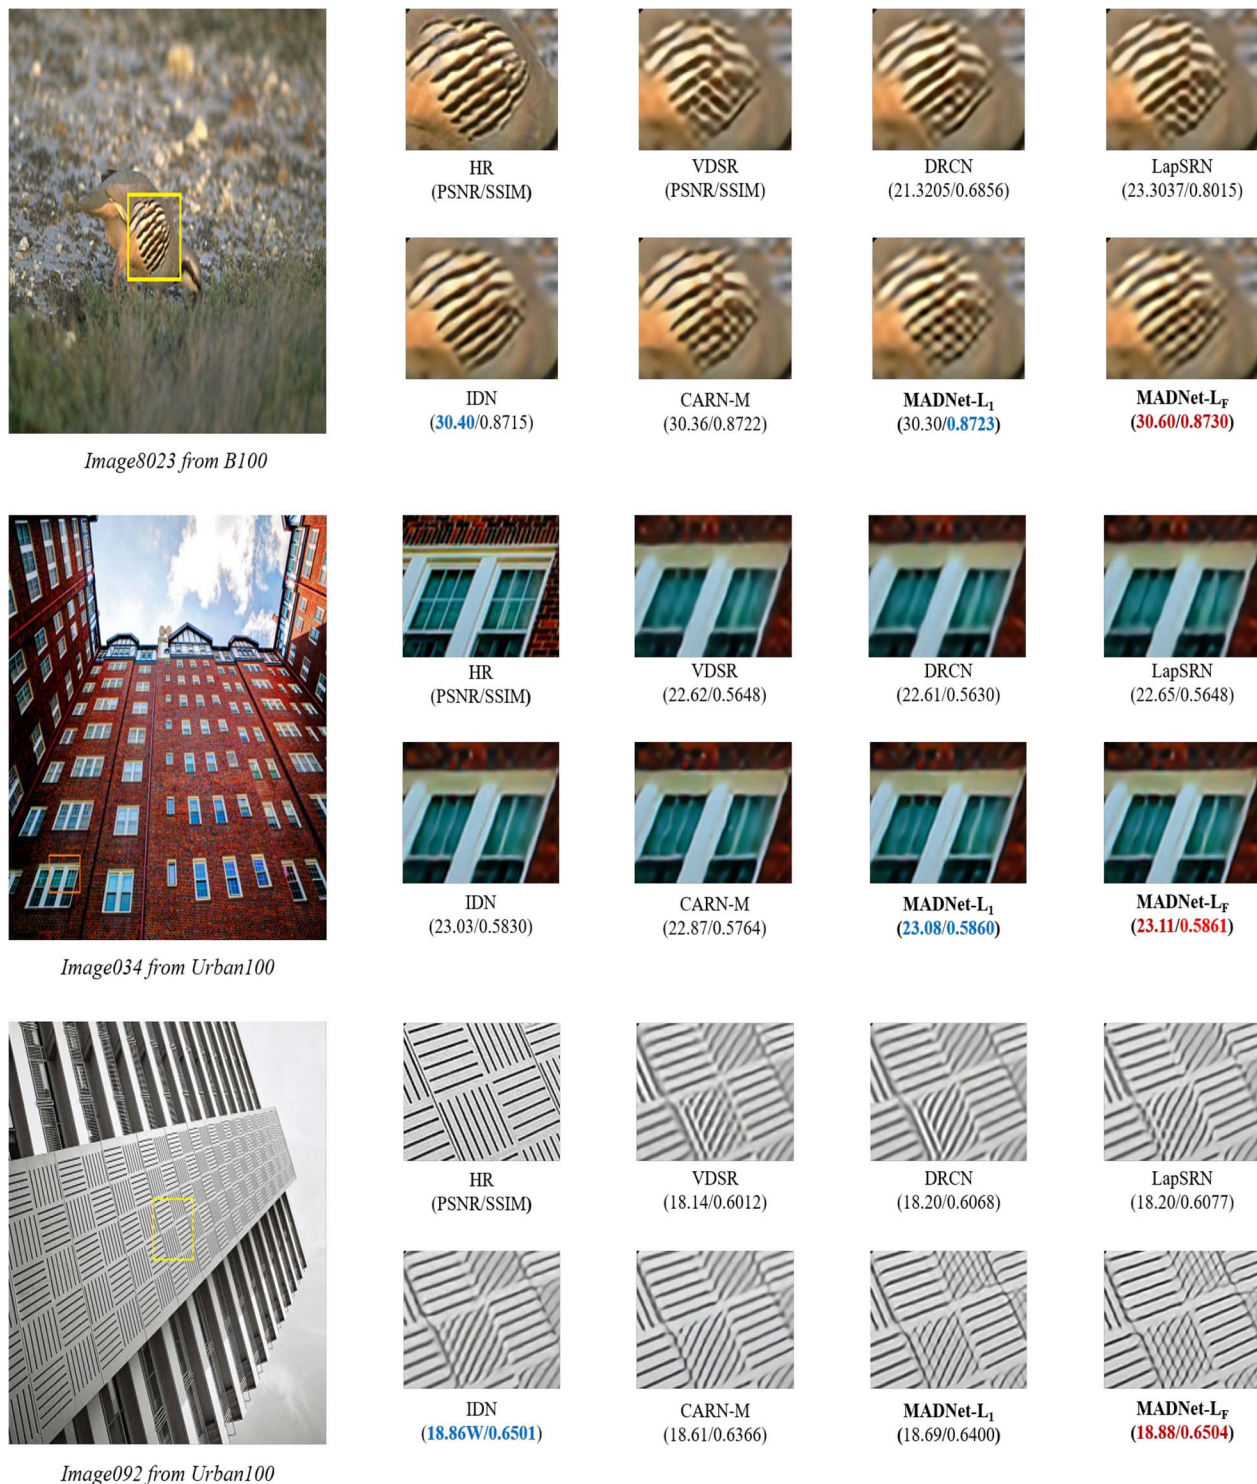 HR
(PSNR/SSIM)
VDSR
(PSNR/SSIM)
DRCN
(21.3205/0.6856)
LapSRN
(23.3037/0.8015)
IDN
(30.40/0.8715)
CARN-M
(30.36/0.8722)
MADNet-L₁
(30.30/0.8723)
MADNet-L_F
(30.60/0.8730)
Image8023 from B100
HR
(PSNR/SSIM)
VDSR
(22.62/0.5648)
DRCN
(22.61/0.5630)
LapSRN
(22.65/0.5648)
IDN
(23.03/0.5830)
CARN-M
(22.87/0.5764)
MADNet-L₁
(23.08/0.5860)
MADNet-L_F
(23.11/0.5861)
Image034 from Urban100
HR
(PSNR/SSIM)
VDSR
(18.14/0.6012)
DRCN
(18.20/0.6068)
LapSRN
(18.20/0.6077)
IDN
(18.86W/0.6501)
CARN-M
(18.61/0.6366)
MADNet-L₁
(18.69/0.6400)
MADNet-L_F
(18.88/0.6504)
Image092 from Urban100